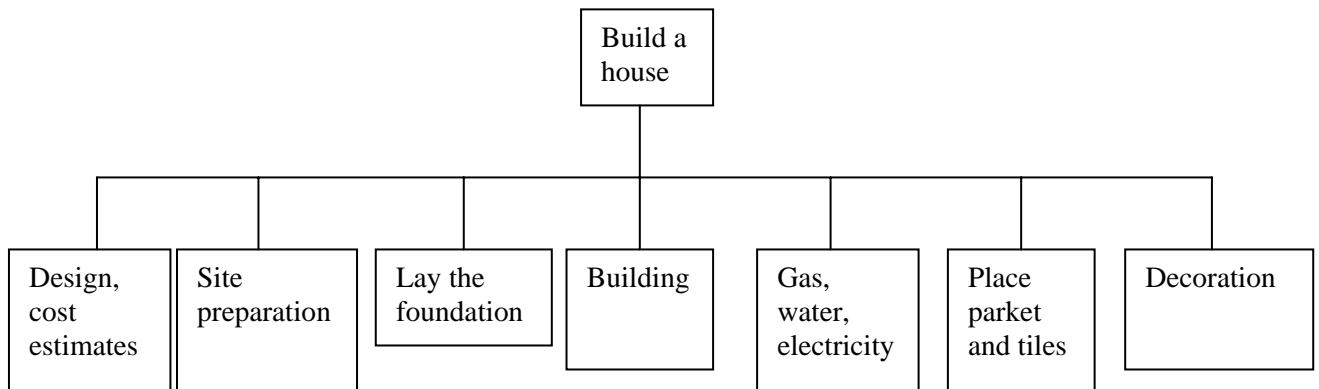 Build a
house
Design,
cost
estimates
Site
preparation
Lay the
foundation
Building
Gas,
water,
electricity
Place
parket
and tiles
Decoration